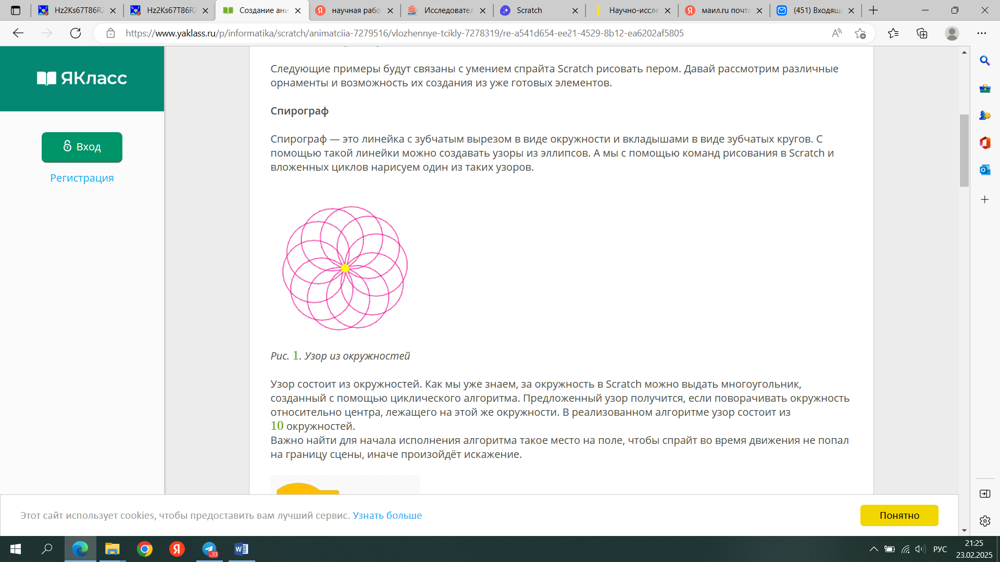 Hz2Ks67T86RZ
Hz2Ks67T86RZ
Создание ани
научная рабо
Исследовател
Scratch
Научно-иссле
маил.ru почта
(451) Входящи
https://www.yaklass.ru/p/informatika/scratch/animatciia-7279516/vlozhennye-tcikly-7278319/re-a541d654-ee21-4529-8b12-ea6202af5805
ЯКласс
Вход
Регистрация
Следующие примеры будут связаны с умением спрайта Scratch рисовать пером. Давай рассмотрим различные
орнаменты и возможность их создания из уже готовых элементов.
Спирограф
Спирограф — это линейка с зубчатым вырезом в виде окружности и вкладышами в виде зубчатых кругов. С
помощью такой линейки можно создавать узоры из эллипсов. А мы с помощью команд рисования в Scratch и
вложенных циклов нарисуем один из таких узоров.
Рис. 1. Узор из окружностей
Узор состоит из окружностей. Как мы уже знаем, за окружность в Scratch можно выдать многоугольник,
созданный с помощью циклического алгоритма. Предложенный узор получится, если поворачивать окружность
относительно центра, лежащего на этой же окружности. В реализованном алгоритме узор состоит из
10 окружностей.
Важно найти для начала исполнения алгоритма такое место на поле, чтобы спрайт во время движения не попал
на границу сцены, иначе произойдёт искажение.
Этот сайт использует cookies, чтобы предоставить вам лучший сервис. Узнать больше
Понятно
..33
РУС
21:25
23.02.2025